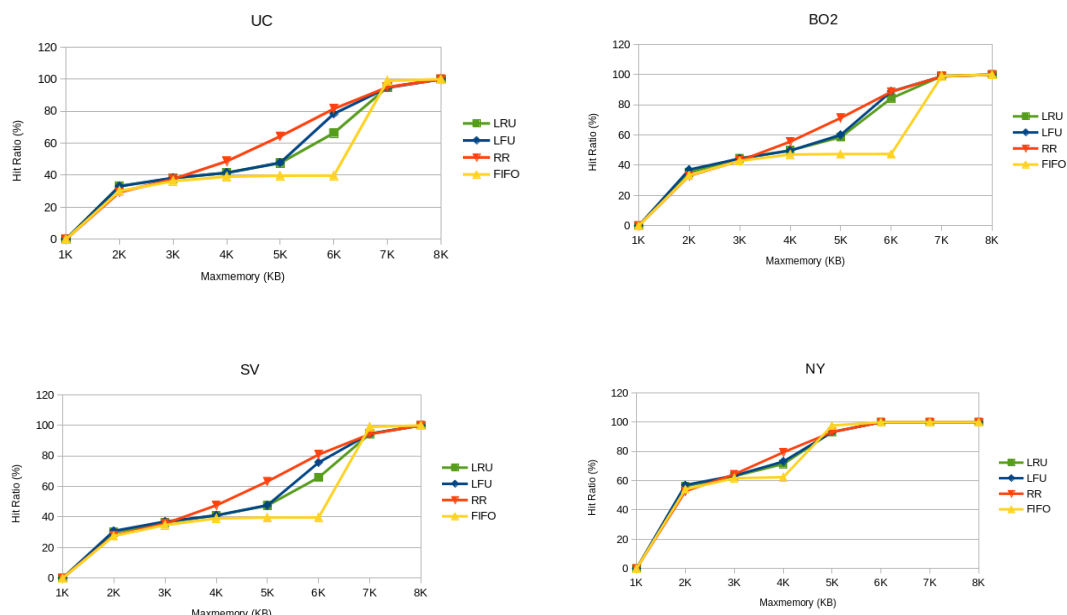 UC
Hit Ratio (%)
120
100
80
60
40
20
0
1K 2K 3K 4K 5K 6K 7K 8K
Maxmemory (KB)
LRU
LFU
RR
FIFO
BO2
Hit Ratio (%)
120
100
80
60
40
20
0
1K 2K 3K 4K 5K 6K 7K 8K
Maxmemory (KB)
LRU
LFU
RR
FIFO
SV
Hit Ratio (%)
120
100
80
60
40
20
0
1K 2K 3K 4K 5K 6K 7K 8K
Maxmemory (KB)
LRU
LFU
RR
FIFO
NY
Hit Ratio (%)
120
100
80
60
40
20
0
1K 2K 3K 4K 5K 6K 7K 8K
Maxmemory (KB)
LRU
LFU
RR
FIFO